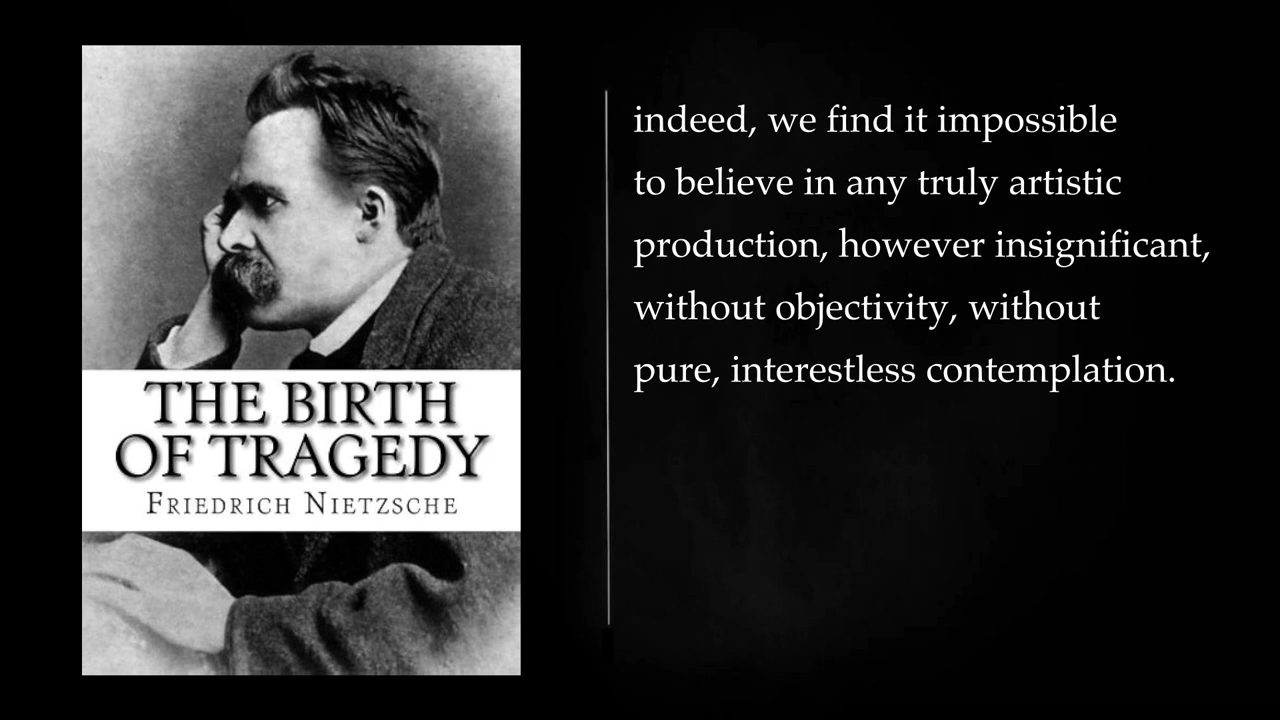 THE BIRTH
OF TRAGEDY
Friedrich Nietzsche
indeed, we find it impossible
to believe in any truly artistic
production, however insignificant,
without objectivity, without
pure, interestless contemplation.